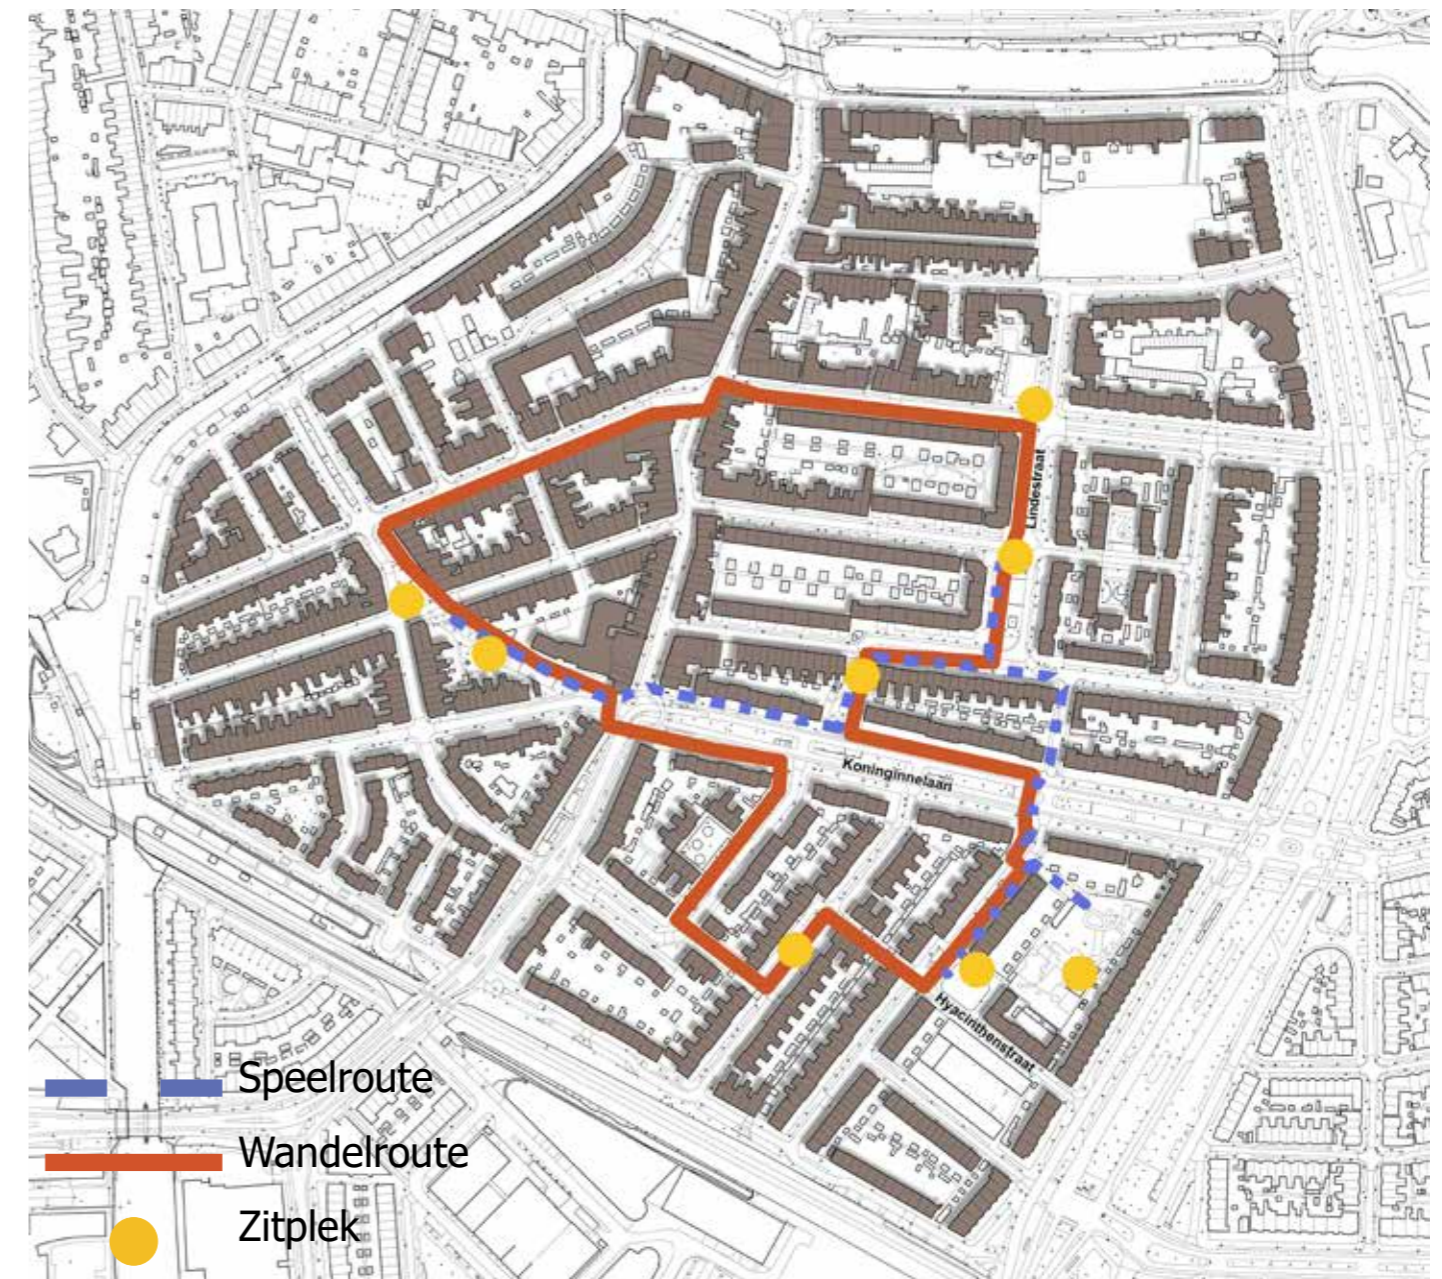 Lindestraat
Koninginnelaan
Hyacinthenstraat
Speelroute
Wandelroute
Zitplek